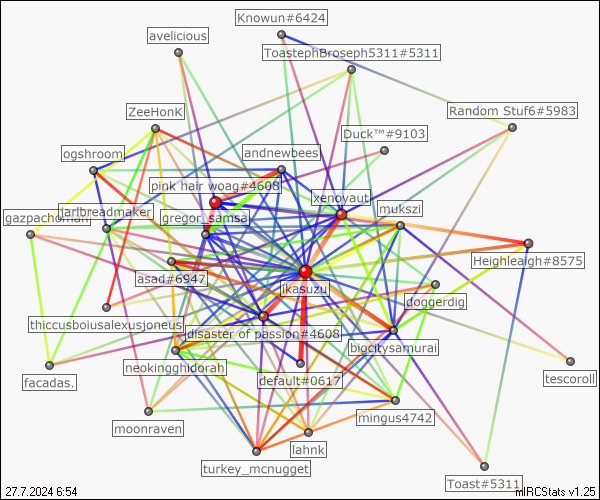 Knowun#6424
avelicious
ToastephBroseph5311#5311
ZeeHonK
Random Stuf6#5983
Duck™#9103
ogshroom
andnewbees
pink hair woag#4608
xenoyaut
gazpachoman
jarlbreadmaker
gregor_samsa
mukszi
Heighleaigh#8575
asad#6947
jikasuzu
doggerdig
thiccusboiusalexusjoneus
disaster of passion#4608
bigcitysamurai
neokingghidorah
default#0617
tescoroll
facadas.
moonraven
mingus4742
lahnk
turkey_mcnugget
Toast#5311
27.7.2024 6:54
mIRCStats v1.25